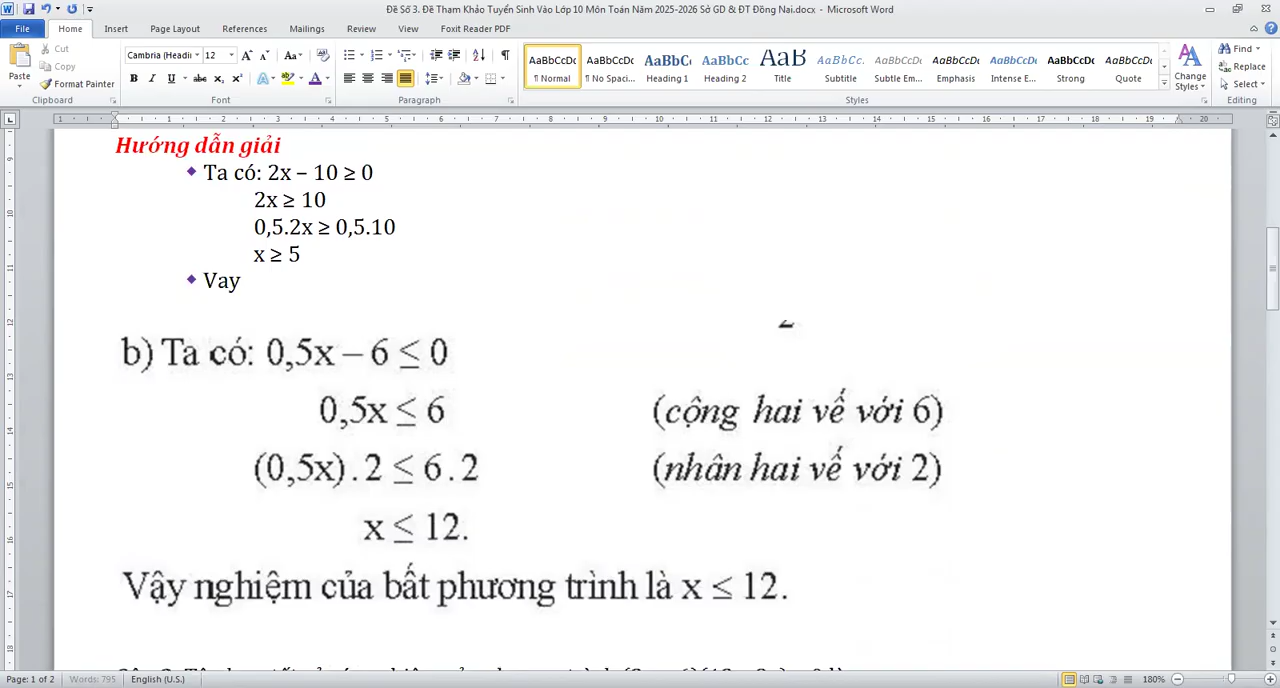 Đề Số 3. Đề Tham Khảo Tuyển Sinh Vào Lớp 10 Môn Toán Năm 2025-2026 Sở GD & ĐT Đồng Nai.docx - Microsoft Word
File Home Insert Page Layout References Mailings Review View Foxit Reader PDF
Paste
Cut
Copy
Format Painter
Clipboard
Cambria (Headi 12
Font
Paragraph
AaBbCcDc AaBbCcDc AaBbC AaBbCc AaB AaBbCc. AaBbCcDc AaBbCcDc AaBbCcDc AaBbCcDc AaBbCcDc
¶ Normal ¶ No Spaci... Heading 1 Heading 2 Title Subtitle Subtle Em... Emphasis Intense E... Strong Quote
Change Styles
Styles
Find
Replace
Select
Editing
Hướng dẫn giải
Ta có: 2x – 10 ≥ 0
2x ≥ 10
0,5.2x ≥ 0,5.10
x ≥ 5
Vay
b) Ta có: 0,5x – 6 ≤ 0
0,5x ≤ 6 (cộng hai vế với 6)
(0,5x) . 2 ≤ 6 . 2 (nhân hai vế với 2)
x ≤ 12.
Vậy nghiệm của bất phương trình là x ≤ 12.
Page: 1 of 2 Words: 795 English (U.S.) 180%